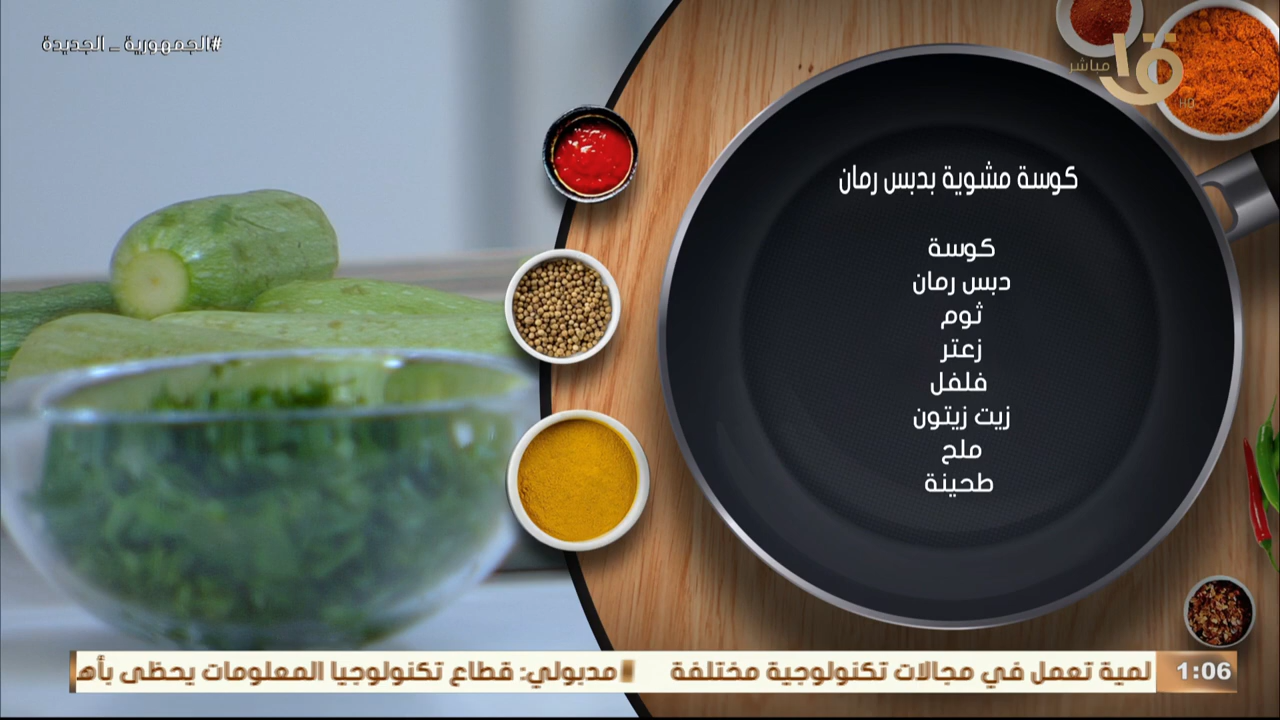 #الجمهورية_الجديدة
مباشر
HD
كوسة مشوية بدبس رمان
كوسة
دبس رمان
ثوم
زعتر
فلفل
زيت زيتون
ملح
طحينة
1:06
لمية تعمل في مجالات تكنولوجية مختلفة
مدبولي: قطاع تكنولوجيا المعلومات يحظى بأه